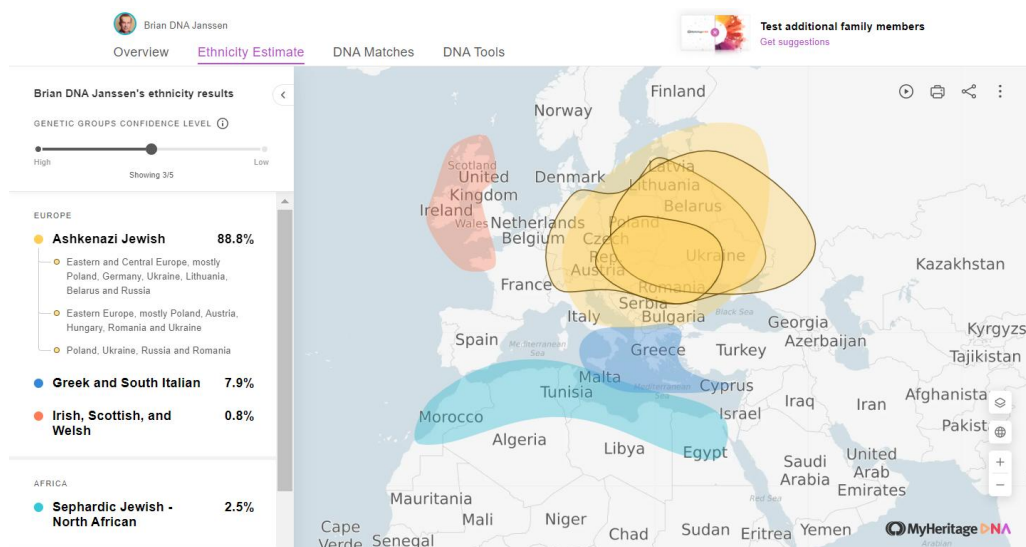 Brian DNA Janssen
Test additional family members
Get suggestions
Overview Ethnicity Estimate DNA Matches DNA Tools
Brian DNA Janssen's ethnicity results
GENETIC GROUPS CONFIDENCE LEVEL
High Low
Showing 3/5
EUROPE
Ashkenazi Jewish 88.8%
Eastern and Central Europe, mostly
Poland, Germany, Ukraine, Lithuania,
Belarus and Russia
Eastern Europe, mostly Poland, Austria,
Hungary, Romania and Ukraine
Poland, Ukraine, Russia and Romania
Greek and South Italian 7.9%
Irish, Scottish, and
Welsh 0.8%
AFRICA
Sephardic Jewish -
North African 2.5%
Finland
Norway
Scotland
United
Kingdom
Denmark
Latvia
Lithuania
Ireland
Wales
Netherlands
Belarus
Poland
Belgium
Czech
Rep.
Ukraine
Austria
France
Romania
Kazakhstan
Serbia
Italy
Bulgaria
Black Sea
Georgia
Azerbaijan
Kyrgyzs
Spain
Greece
Turkey
Tajikistan
Malta
Tunisia
Mediterranean
Sea
Cyprus
Morocco
Israel
Iraq
Iran
Afghanista
Pakist
Algeria
Libya
Egypt
Saudi
Arabia
United
Arab
Emirates
Red Sea
Mauritania
Mali
Niger
Chad
Sudan
Eritrea
Yemen
Cape
Verde
Senegal
Arabian
MyHeritage DNA